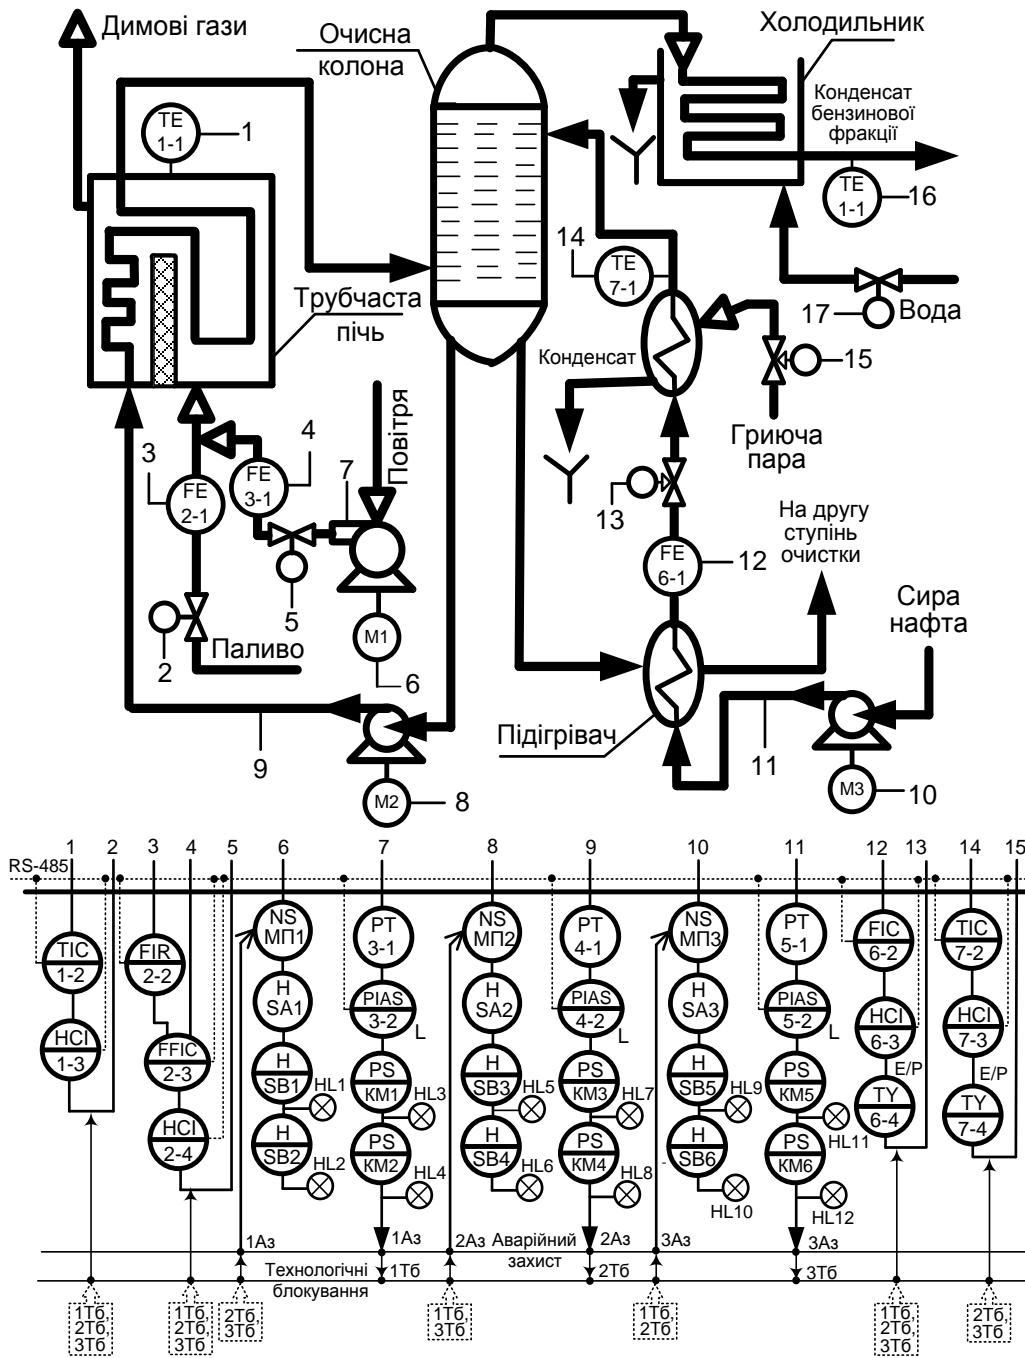 Димові гази
Очисна
колона
Холодильник
Конденсат
бензинової
фракції
TE
1-1
1
TE
1-1
16
14
TE
7-1
17
Вода
Трубчаста
пічь
Конденсат
15
Гриюча
пара
Повітря
3
4
7
FE
2-1
FE
3-1
13
На другу
ступінь
очистки
FE
6-1
12
5
2
Паливо
M1
6
Сира
нафта
9
Підігрівач
11
M2
8
M3
10
1 2 3 4 5 6 7 8 9 10 11 12 13 14 15
RS-485
TIC
1-2
FIR
2-2
NS
МП1
PT
3-1
NS
МП2
PT
4-1
NS
МП3
PT
5-1
FIC
6-2
TIC
7-2
HCI
1-3
FFIC
2-3
H
SA1
PIAS
3-2
L
H
SA2
PIAS
4-2
L
H
SA3
PIAS
5-2
L
HCI
6-3
HCI
7-3
E/P
E/P
HCI
2-4
H
SB1
HL1
PS
КМ1
HL3
H
SB3
HL5
PS
КМ3
HL7
H
SB5
HL9
PS
КМ5
HL11
TY
6-4
TY
7-4
H
SB2
HL2
PS
КМ2
HL4
H
SB4
HL6
PS
КМ4
HL8
H
SB6
HL10
PS
КМ6
HL12
1Аз
1Аз
2Аз
Аварійний
захист
2Аз
3Аз
3Аз
Технологічні
блокування
1Тб
2Тб
3Тб
1Тб,
2Тб,
3Тб
1Тб,
2Тб,
3Тб
2Тб,
3Тб
1Тб,
3Тб
1Тб,
2Тб
1Тб,
2Тб,
3Тб
2Тб,
3Тб